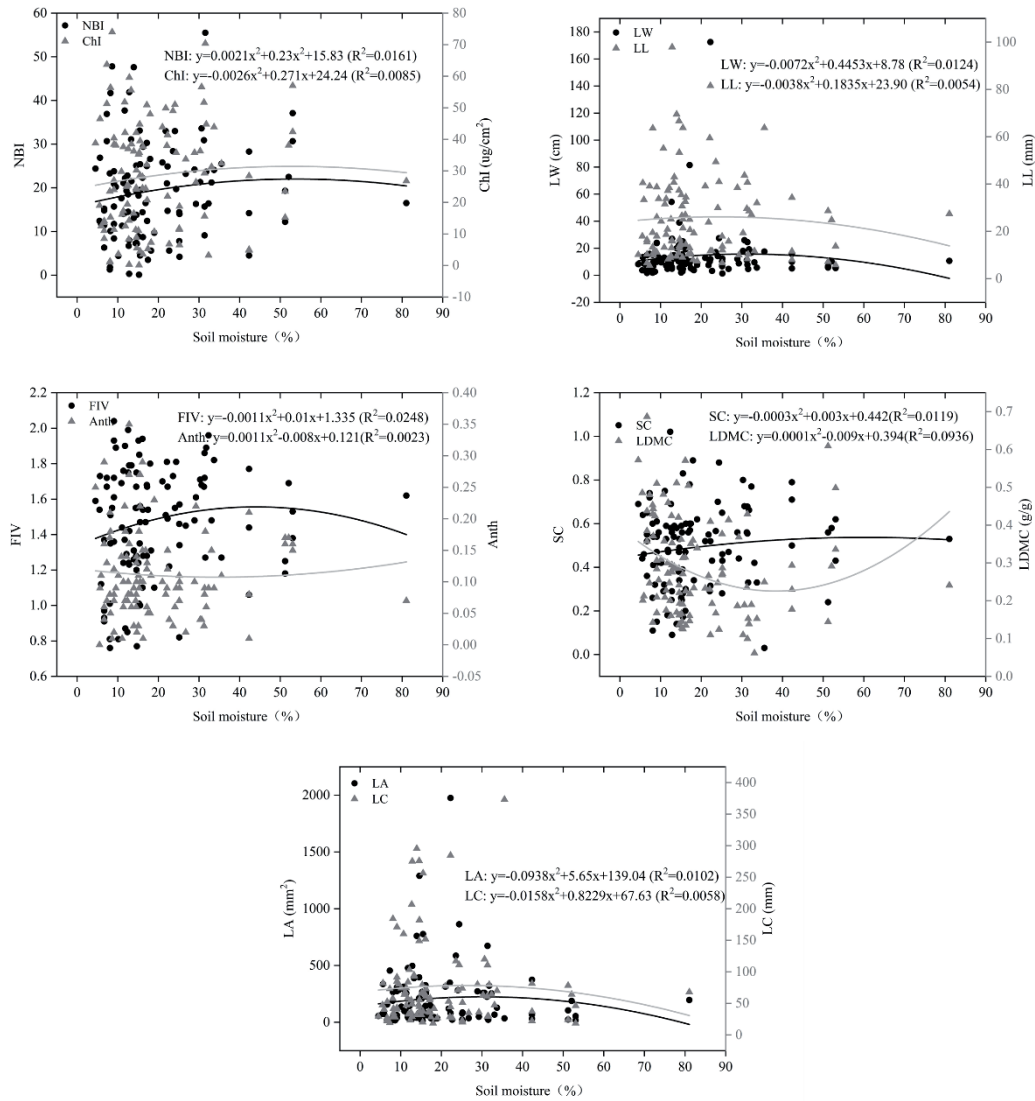 NBI
ChI
NBI: y=0.0021x²+0.23x²+15.83 (R²=0.0161)
ChI: y=-0.0026x²+0.271x+24.24 (R²=0.0085)
60
50
40
30
20
10
0
NBI
80
70
60
50
40
30
20
10
0
-10
ChI (ug/cm²)
0 10 20 30 40 50 60 70 80 90
Soil moisture（%）
LW
LL
LW: y=-0.0072x²+0.4453x+8.78 (R²=0.0124)
LL: y=-0.0038x²+0.1835x+23.90 (R²=0.0054)
180
160
140
120
100
80
60
40
20
0
-20
LW (cm)
100
80
60
40
20
0
LL (mm)
0 10 20 30 40 50 60 70 80 90
Soil moisture（%）
FIV
Anth
FIV: y=-0.0011x²+0.01x+1.335 (R²=0.0248)
Anth: y=0.0011x²-0.008x+0.121(R²=0.0023)
2.2
2.0
1.8
1.6
1.4
1.2
1.0
0.8
0.6
FIV
0.40
0.35
0.30
0.25
0.20
0.15
0.10
0.05
0.00
-0.05
Anth
0 10 20 30 40 50 60 70 80 90
Soil moisture（%）
SC
LDMC
SC: y=-0.0003x²+0.003x+0.442(R²=0.0119)
LDMC: y=0.0001x²-0.009x+0.394(R²=0.0936)
1.2
1.0
0.8
0.6
0.4
0.2
0.0
SC
0.7
0.6
0.5
0.4
0.3
0.2
0.1
0.0
LDMC (g/g)
0 10 20 30 40 50 60 70 80 90
Soil moisture（%）
LA
LC
LA: y=-0.0938x²+5.65x+139.04 (R²=0.0102)
LC: y=-0.0158x²+0.8229x+67.63 (R²=0.0058)
2000
1500
1000
500
0
LA (mm²)
400
350
300
250
200
150
100
50
0
LC (mm)
0 10 20 30 40 50 60 70 80 90
Soil moisture（%）